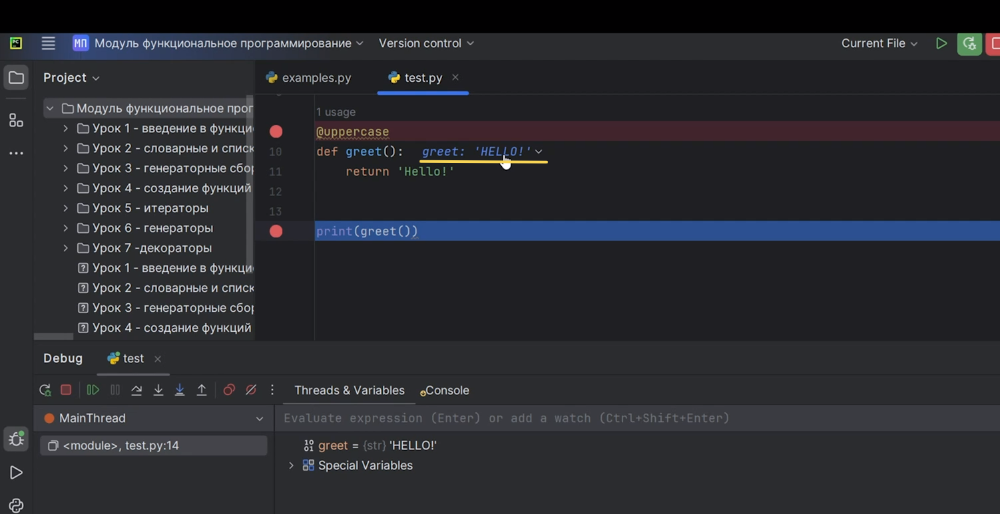 PC МП Модуль функциональное программирование Version control Current File
Project
examples.py test.py
Модуль функциональное прог
Урок 1 - введение в функци
Урок 2 - словарные и списк
Урок 3 - генераторные сбо
Урок 4 - создание функций
Урок 5 - итераторы
Урок 6 - генераторы
Урок 7 -декораторы
Урок 1 - введение в функци
Урок 2 - словарные и списк
Урок 3 - генераторные сбо
Урок 4 - создание функций
1 usage
@uppercase
10 def greet(): greet: 'HELLO!'
11 return 'Hello!'
12
13
print(greet())
Debug test
Threads & Variables Console
MainThread
Evaluate expression (Enter) or add a watch (Ctrl+Shift+Enter)
<module>, test.py:14
greet = {str} 'HELLO!'
Special Variables